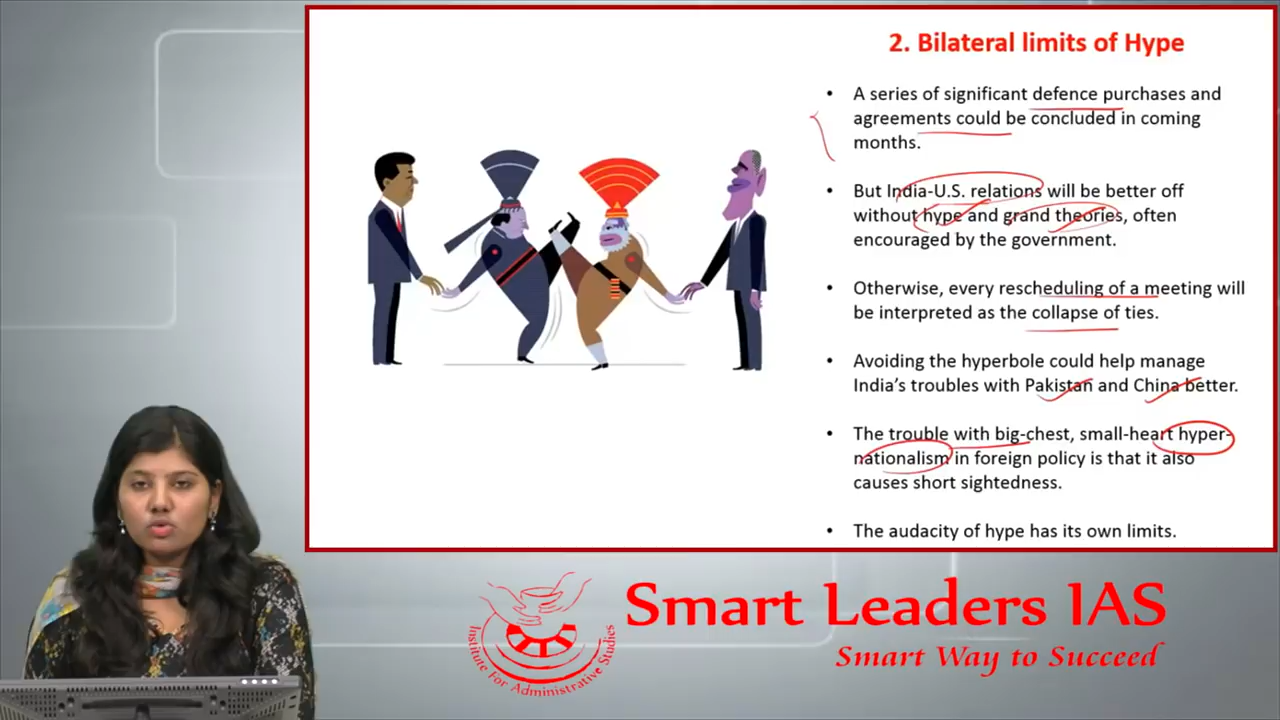 2. Bilateral limits of Hype
• A series of significant defence purchases and
agreements could be concluded in coming
months.
• But India-U.S. relations will be better off
without hype and grand theories, often
encouraged by the government.
• Otherwise, every rescheduling of a meeting will
be interpreted as the collapse of ties.
• Avoiding the hyperbole could help manage
India's troubles with Pakistan and China better.
• The trouble with big-chest, small-heart hyper-
nationalism in foreign policy is that it also
causes short sightedness.
• The audacity of hype has its own limits.
Institute For Administrative Studies
Smart Leaders IAS
Smart Way to Succeed